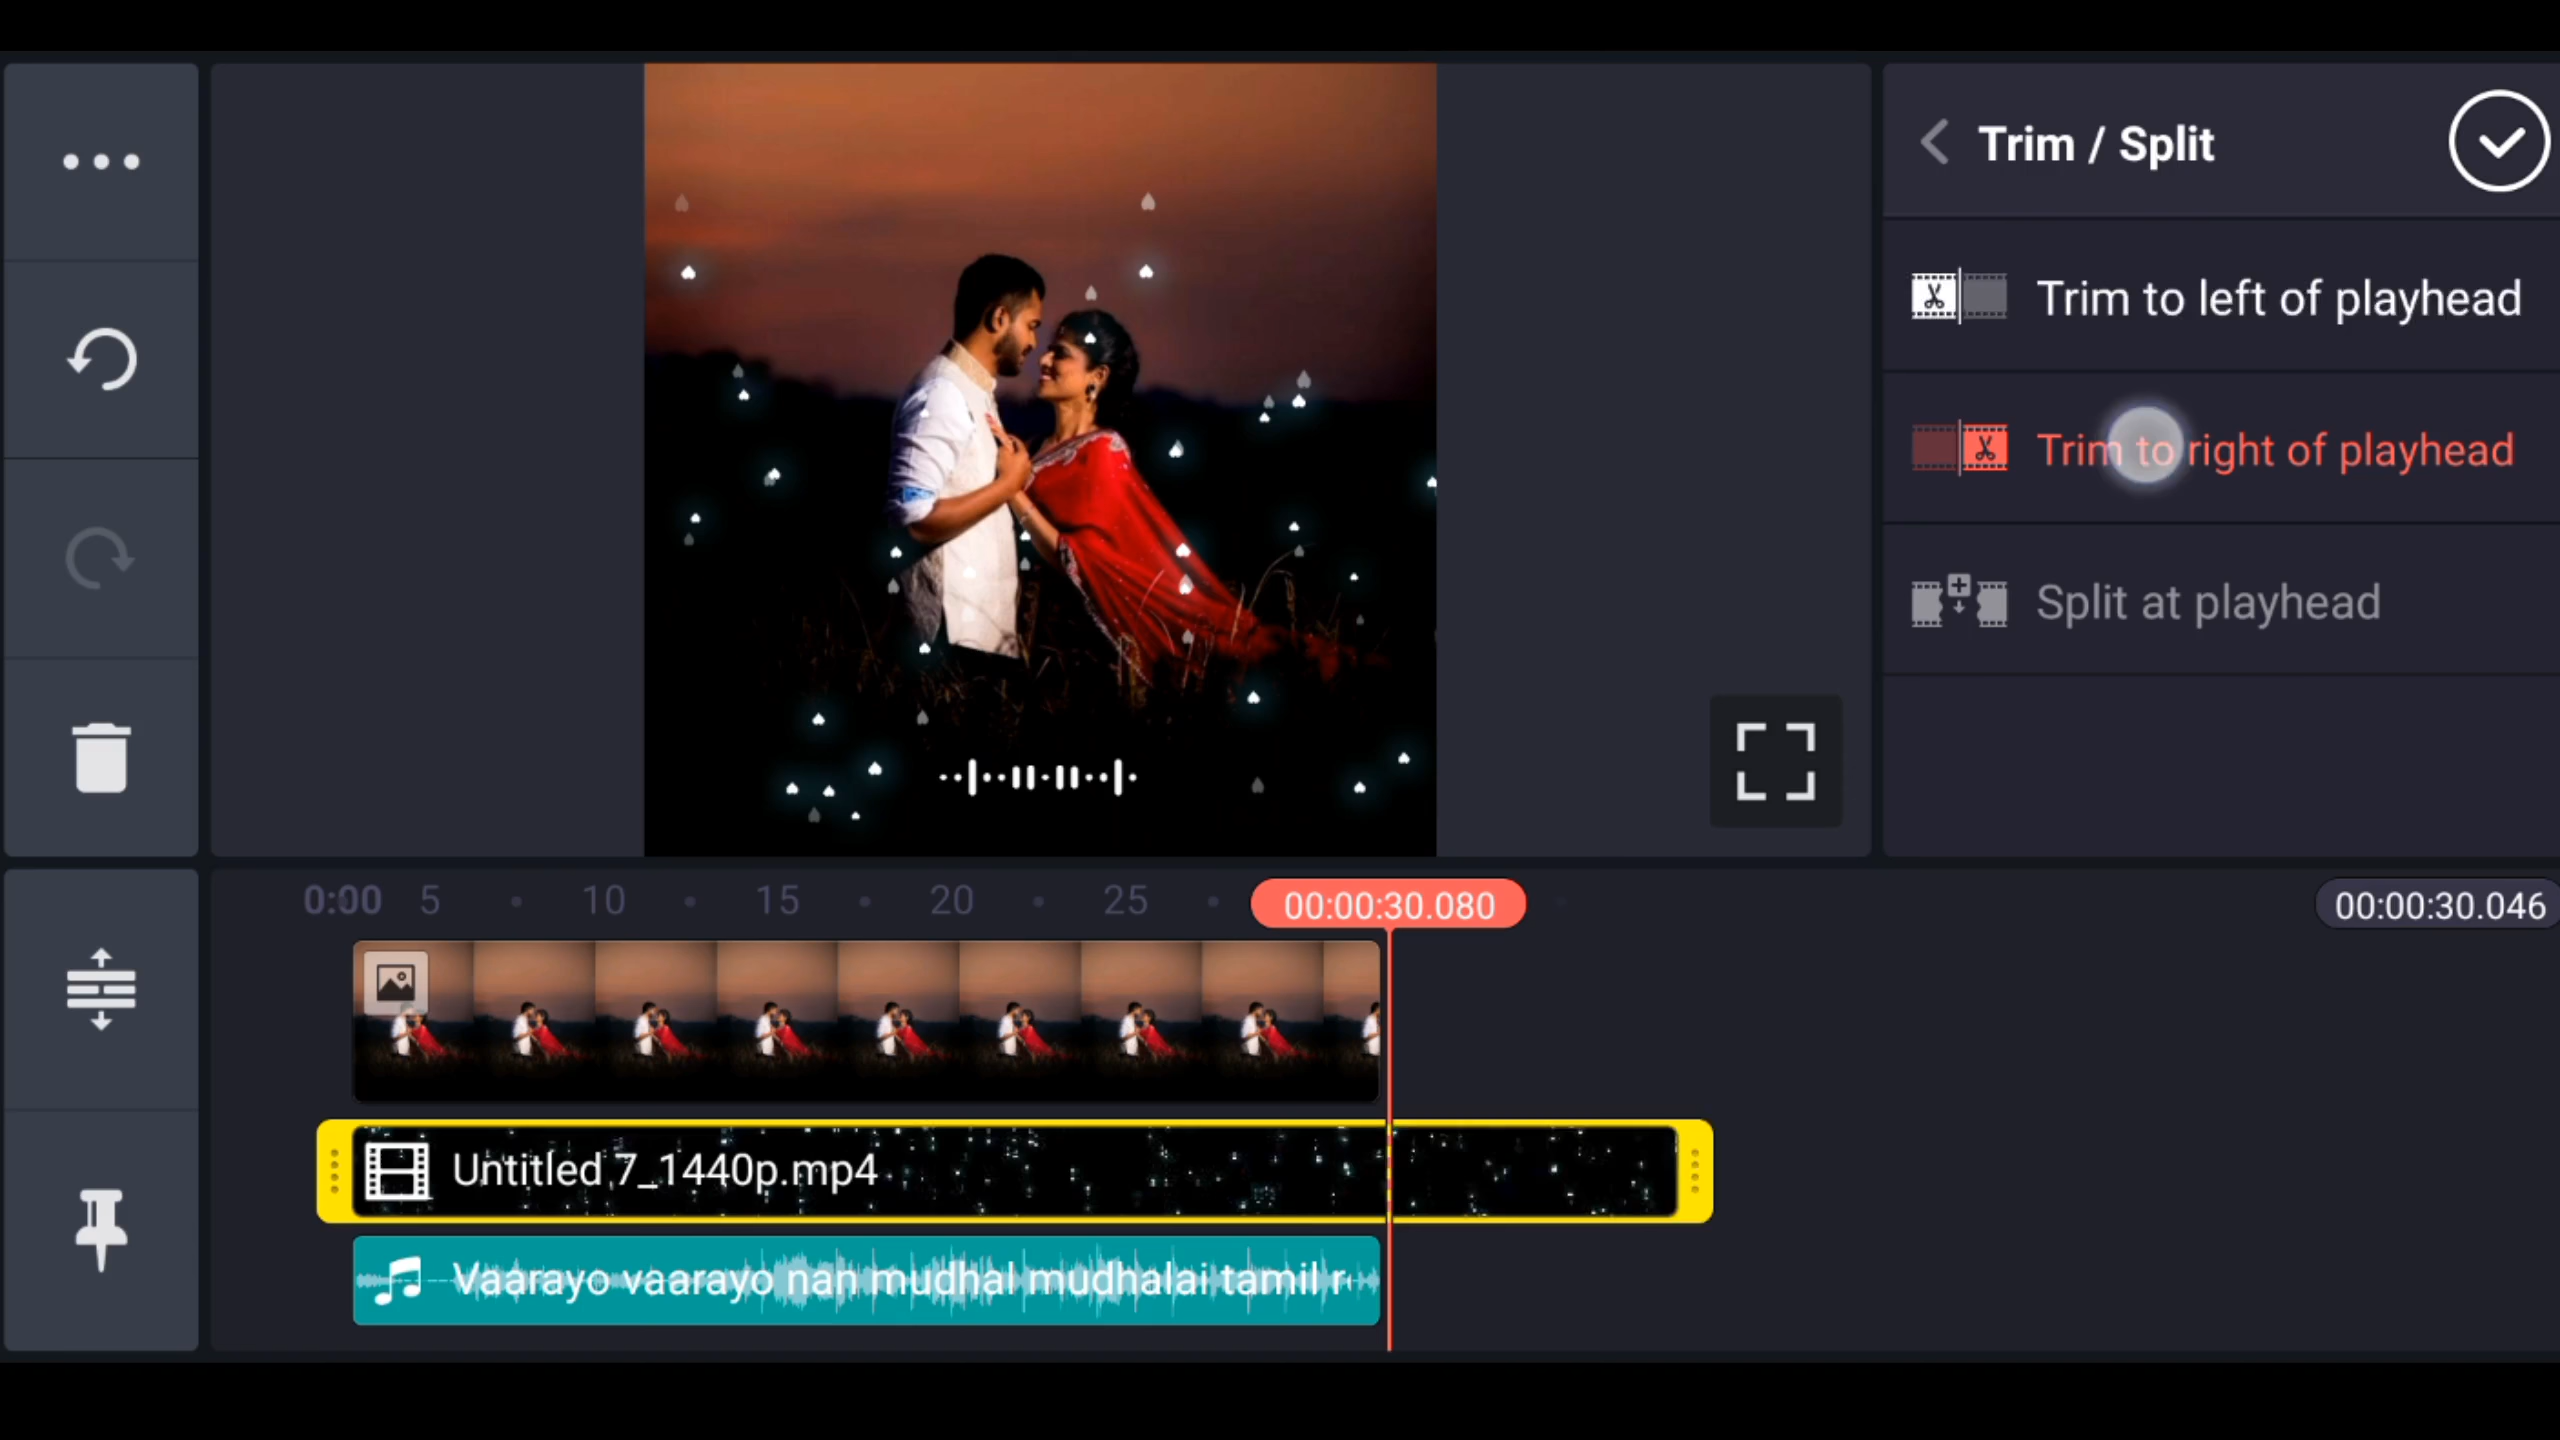 Trim / Split
Trim to left of playhead
Trim to right of playhead
Split at playhead
0:00 5 10 15 20 25 00:00:30.080 00:00:30.046
Untitled 7_1440p.mp4
Vaarayo vaarayo nan mudhal mudhalai tamil r